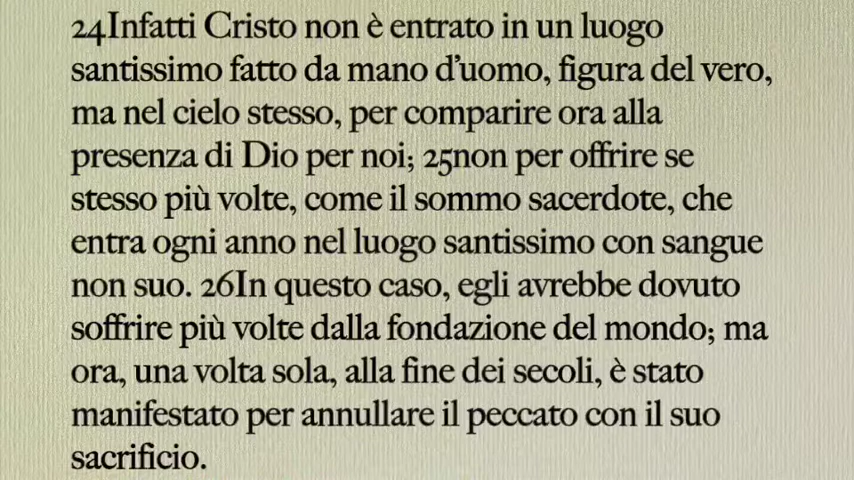 24Infatti Cristo non è entrato in un luogo
santissimo fatto da mano d'uomo, figura del vero,
ma nel cielo stesso, per comparire ora alla
presenza di Dio per noi; 25non per offrire se
stesso più volte, come il sommo sacerdote, che
entra ogni anno nel luogo santissimo con sangue
non suo. 26In questo caso, egli avrebbe dovuto
soffrire più volte dalla fondazione del mondo; ma
ora, una volta sola, alla fine dei secoli, è stato
manifestato per annullare il peccato con il suo
sacrificio.